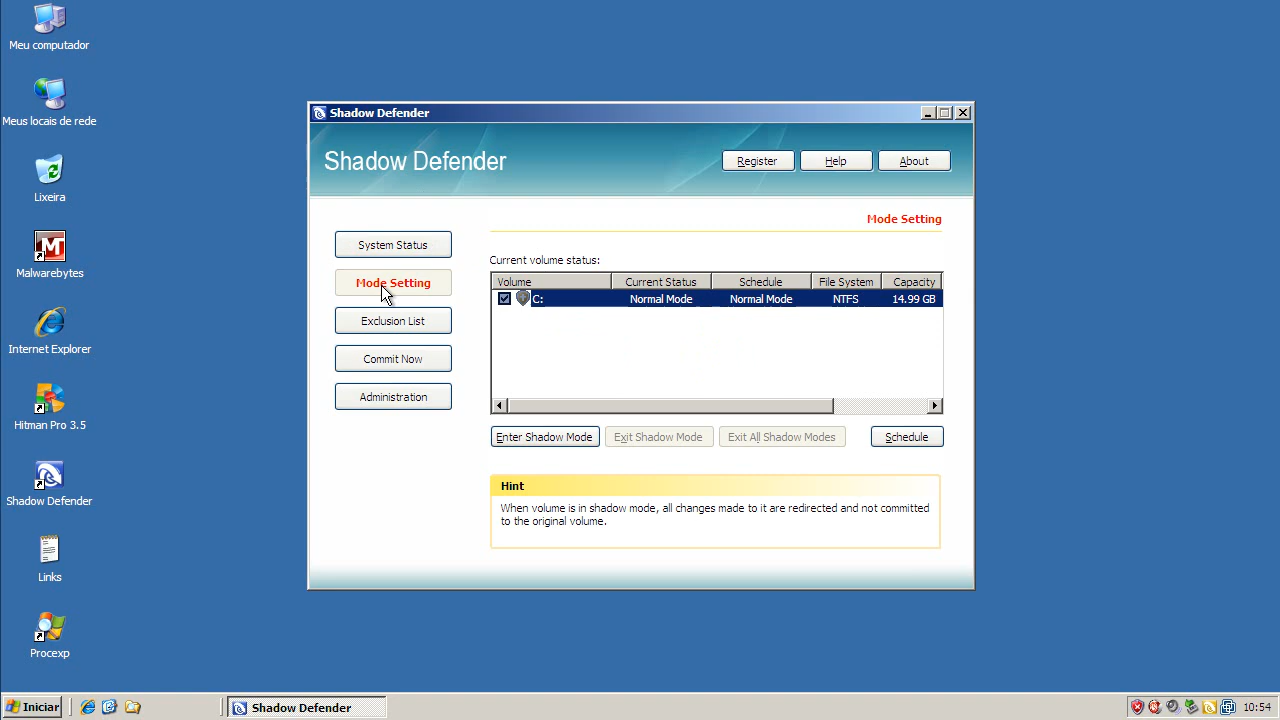 Meu computador
Meus locais de rede
Lixeira
Malwarebytes
Internet Explorer
Hitman Pro 3.5
Shadow Defender
Links
Procexp
Shadow Defender
Shadow Defender
Register
Help
About
System Status
Mode Setting
Exclusion List
Commit Now
Administration
Mode Setting
Current volume status:
Volume Current Status Schedule File System Capacity
C: Normal Mode Normal Mode NTFS 14.99 GB
Enter Shadow Mode
Exit Shadow Mode
Exit All Shadow Modes
Schedule
Hint
When volume is in shadow mode, all changes made to it are redirected and not committed
to the original volume.
Iniciar
Shadow Defender
10:54